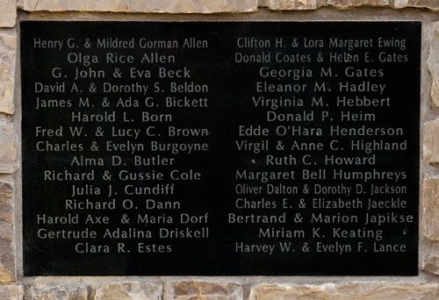 Henry G. & Mildred Gorman Allen
Olga Rice Allen
G. John & Eva Beck
David A. & Dorothy S. Beldon
James M. & Ada G. Bickett
Harold L. Born
Fred W. & Lucy C. Brown
Charles & Evelyn Burgoyne
Alma D. Butler
Richard & Gussie Cole
Julia J. Cundiff
Richard O. Dann
Harold Axe & Maria Dorf
Gertrude Adalina Driskell
Clara R. Estes
Clifton H. & Lora Margaret Ewing
Donald Coates & Helen E. Gates
Georgia M. Gates
Eleanor M. Hadley
Virginia M. Hebbert
Donald P. Heim
Edde O'Hara Henderson
Virgil & Anne C. Highland
Ruth C. Howard
Margaret Bell Humphreys
Oliver Dalton & Dorothy D. Jackson
Charles E. & Elizabeth Jaeckle
Bertrand & Marion Japikse
Miriam K. Keating
Harvey W. & Evelyn F. Lance